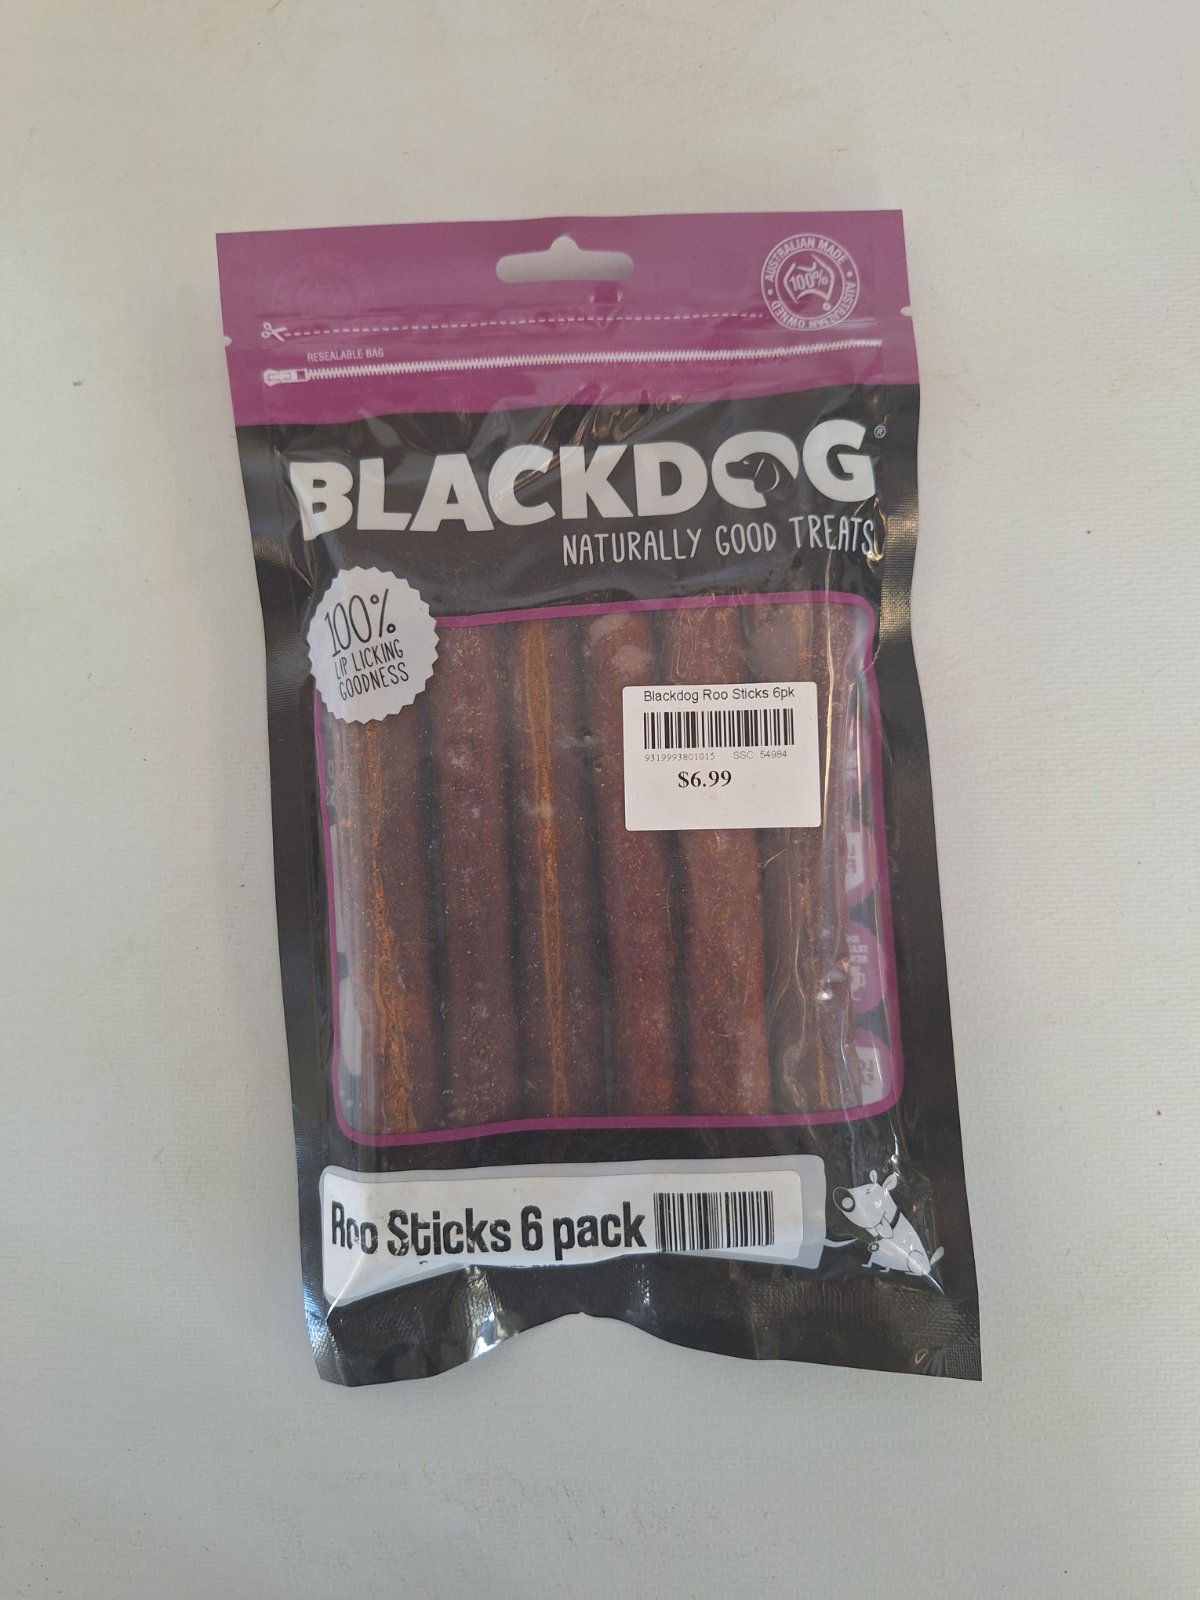 AUSTRALIAN MADE • AUSTRALIAN OWNED •
100%
RESEALABLE BAG
BLACKDOG®
NATURALLY GOOD TREATS
100%
LIP LICKING
GOODNESS
Blackdog Roo Sticks 6pk
9319993801015 SSC: 54984
$6.99
Roo Sticks 6 pack